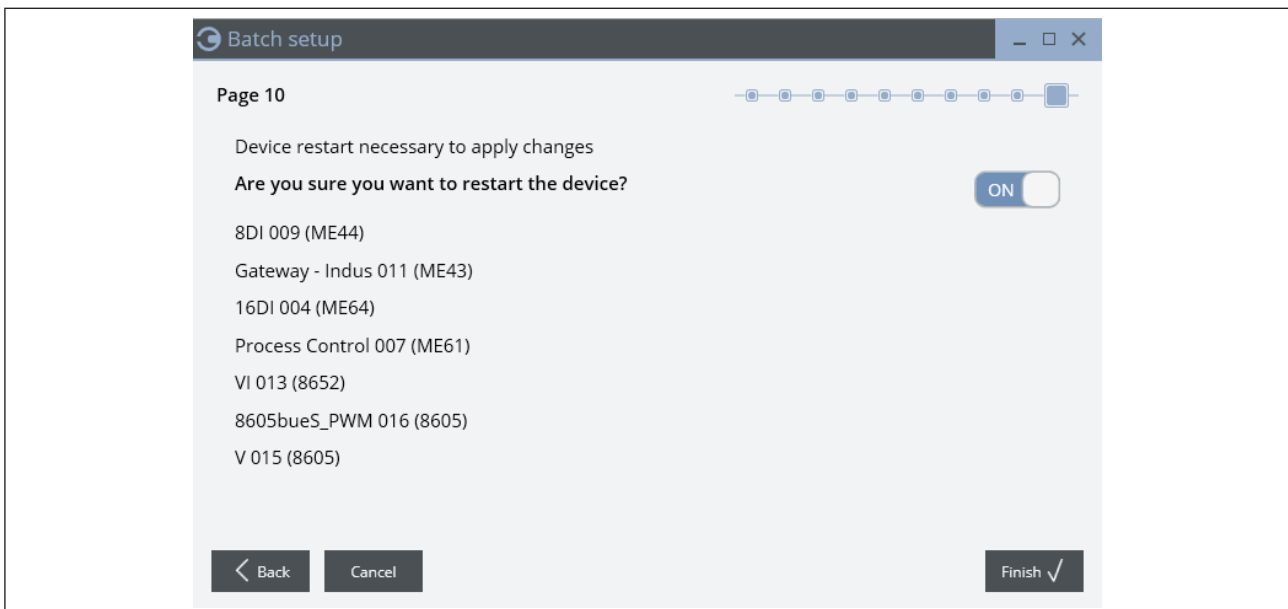 Batch setup
Page 10
Device restart necessary to apply changes
Are you sure you want to restart the device?
ON
8DI 009 (ME44)
Gateway - Indus 011 (ME43)
16DI 004 (ME64)
Process Control 007 (ME61)
VI 013 (8652)
8605bueS_PWM 016 (8605)
V 015 (8605)
Back
Cancel
Finish